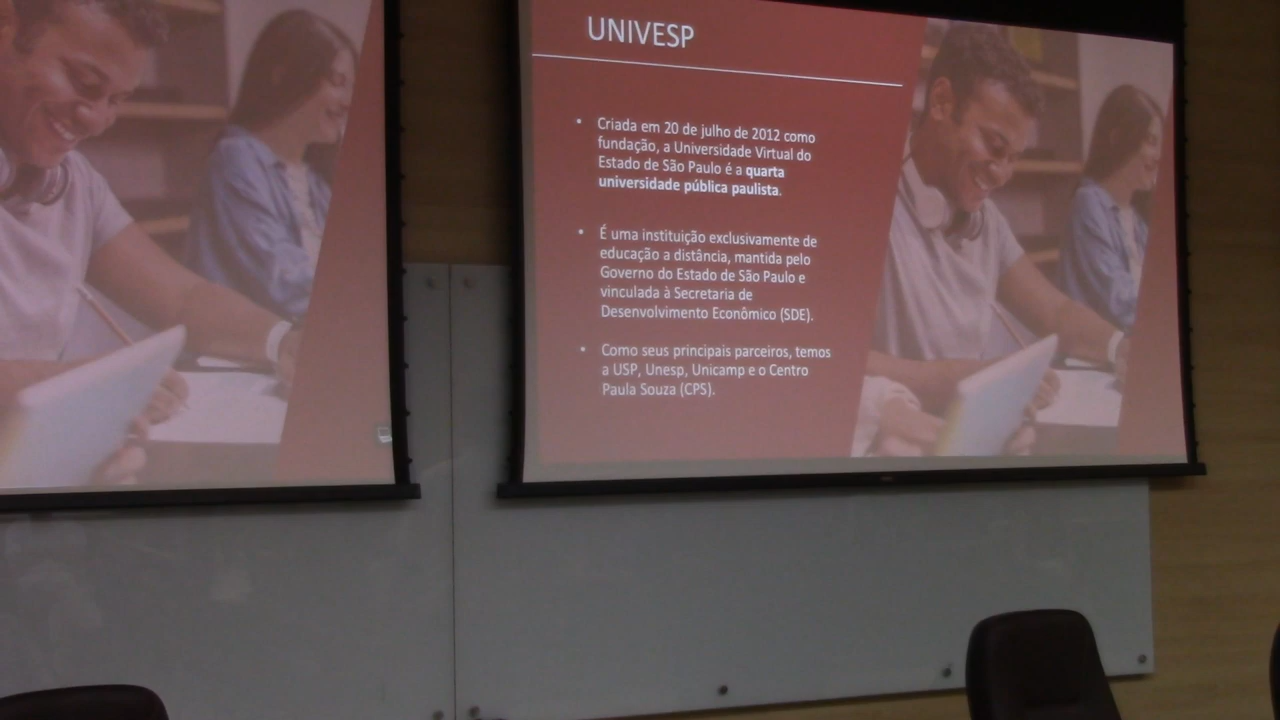 UNIVESP
• Criada em 20 de julho de 2012 como
fundação, a Universidade Virtual do
Estado de São Paulo é a quarta
universidade pública paulista.
• É uma instituição exclusivamente de
educação a distância, mantida pelo
Governo do Estado de São Paulo e
vinculada à Secretaria de
Desenvolvimento Econômico (SDE).
• Como seus principais parceiros, temos
a USP, Unesp, Unicamp e o Centro
Paula Souza (CPS).